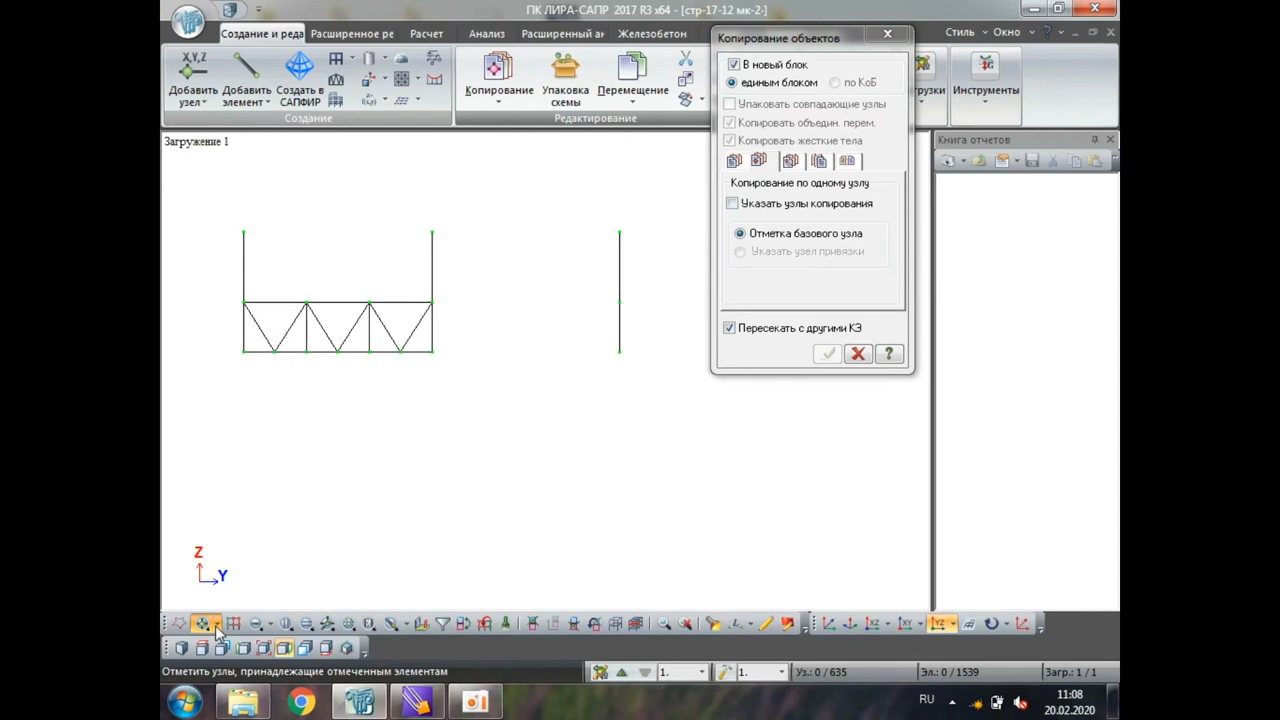 ПК ЛИРА-САПР 2017 R3 x64 - [стр-17-12 мк-2-]
Создание и реда
Расширенное ре
Расчет
Анализ
Расширенный ан
Железобетон
Стиль
Окно
X,Y,Z
Добавить узел
Добавить элемент
Создать в САПФИР
Создание
Копирование
Упаковка схемы
Перемещение
Редактирование
рузки
Инструменты
Копирование объектов
В новый блок
единым блоком
по КоБ
Упаковать совпадающие узлы
Копировать объедин. перем.
Копировать жесткие тела
Копирование по одному узлу
Указать узлы копирования
Отметка базового узла
Указать узел привязки
Пересекать с другими КЭ
Книга отчетов
Загружение 1
Z
Y
XZ
XY
YZ
Отметить узлы, принадлежащие отмеченным элементам
1.
1.
Уз.: 0 / 635
Эл.: 0 / 1539
Загр.: 1 / 1
RU
11:08
20.02.2020